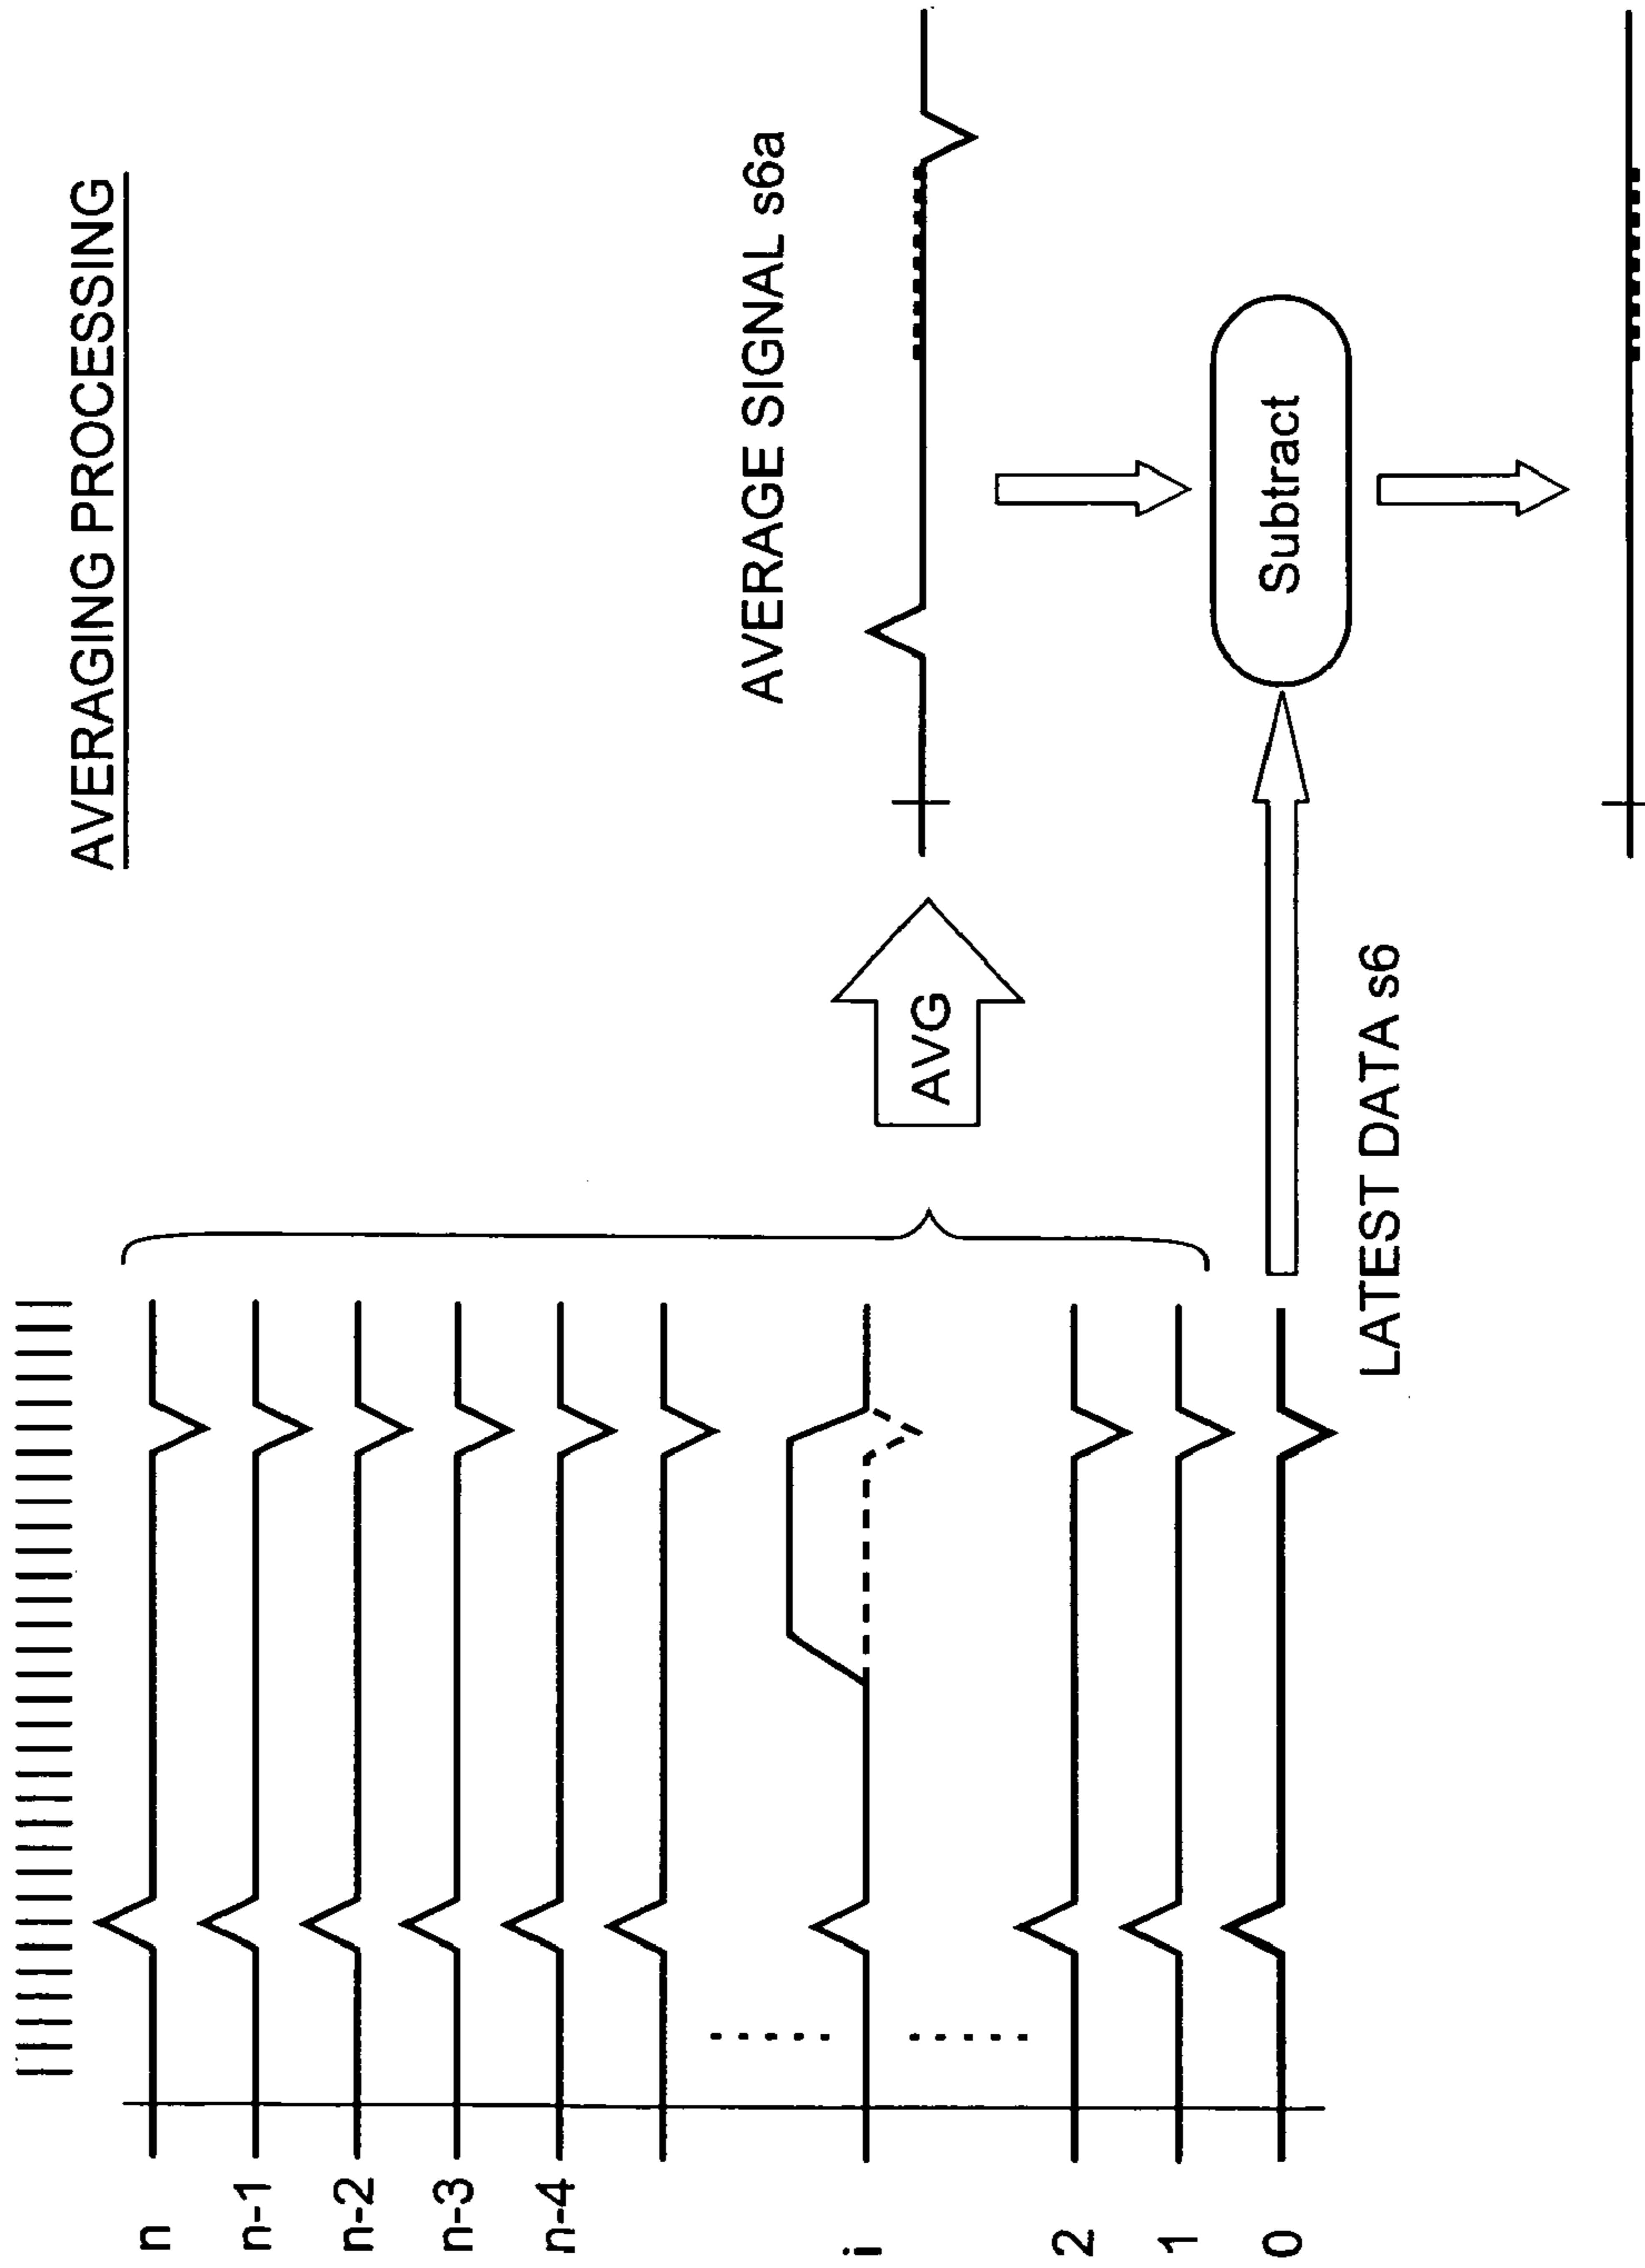 AVERAGING PROCESSING
n
n-1
n-2
n-3
n-4
i
2
1
0
AVG
AVERAGE SIGNAL s6a
Subtract
LATEST DATA s6